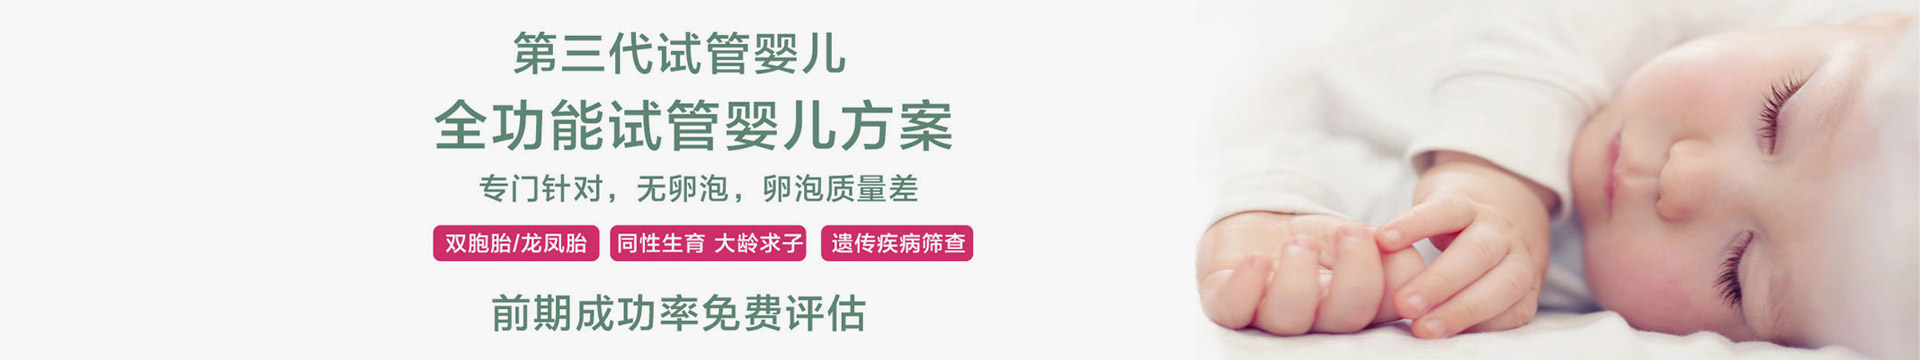 第三代试管婴儿
全功能试管婴儿方案
专门针对，无卵泡，卵泡质量差
双胞胎/龙凤胎 同性生育 大龄求子 遗传疾病筛查
前期成功率免费评估